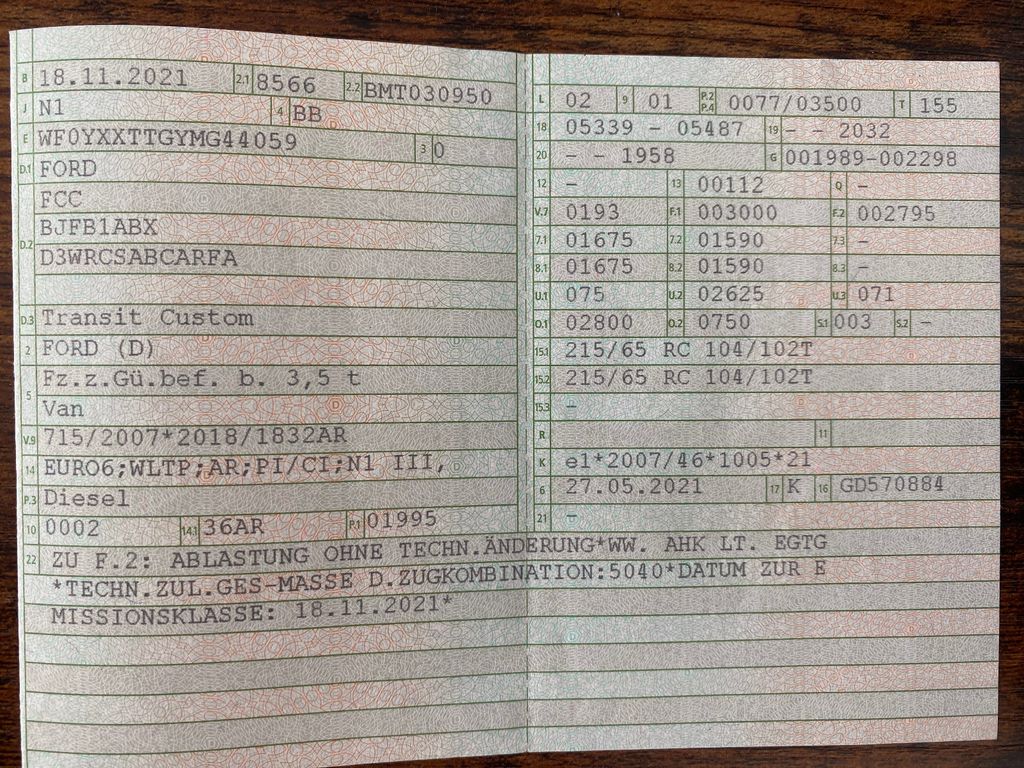 B 18.11.2021 2.1 8566 2.2 BMT030950
J N1 4 BB
E WF0YXXTTGYMG44059 3 0
D.1 FORD
FCC
D.2 BJFB1ABX
D3WRCSABCARFA
D.3 Transit Custom
2 FORD (D)
5 Fz.z.Gü.bef. b. 3,5 t
Van
V.9 715/2007*2018/1832AR
14 EURO6;WLTP;AR;PI/CI;N1 III,
P.3 Diesel
10 0002 14.1 36AR P.1 01995
L 02 9 01 P.2 P.4 0077/03500 T 155
18 05339 - 05487 19 - - 2032
20 - - 1958 G 001989-002298
12 - 13 00112 Q -
V.7 0193 F.1 003000 F.2 002795
7.1 01675 7.2 01590 7.3 -
8.1 01675 8.2 01590 8.3 -
U.1 075 U.2 02625 U.3 071
O.1 02800 O.2 0750 S.1 003 S.2 -
15.1 215/65 RC 104/102T
15.2 215/65 RC 104/102T
15.3 -
R 11
K e1*2007/46*1005*21
6 27.05.2021 17 K 16 GD570884
21 -
22 ZU F.2: ABLASTUNG OHNE TECHN.ÄNDERUNG*WW. AHK LT. EGTG
*TECHN.ZUL.GES-MASSE D.ZUGKOMBINATION:5040*DATUM ZUR E
MISSIONSKLASSE: 18.11.2021*